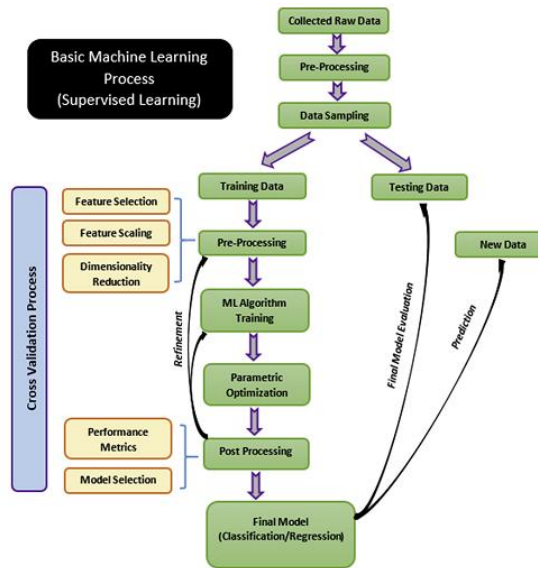 Collected Raw Data
Basic Machine Learning
Process
(Supervised Learning)
Pre-Processing
Data Sampling
Training Data
Testing Data
Feature Selection
Feature Scaling
Dimensionality
Reduction
Pre-Processing
New Data
ML Algorithm
Training
Refinement
Final Model Evaluation
Prediction
Cross Validation Process
Parametric
Optimization
Performance
Metrics
Post Processing
Model Selection
Final Model
(Classification/Regression)